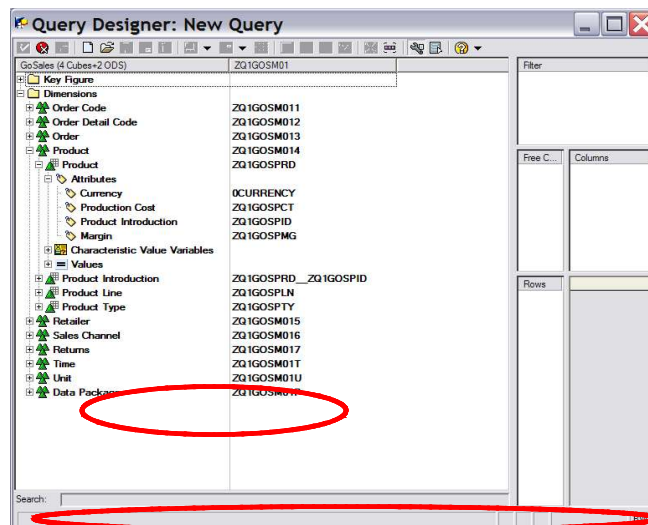 Query Designer: New Query
GoSales (4 Cubes+2 ODS) ZQ1GOSM01
Key Figure
Dimensions
Order Code ZQ1GOSM011
Order Detail Code ZQ1GOSM012
Order ZQ1GOSM013
Product ZQ1GOSM014
Product ZQ1GOSPRD
Attributes
Currency 0CURRENCY
Production Cost ZQ1GOSPCT
Product Introduction ZQ1GOSPID
Margin ZQ1GOSPMG
Characteristic Value Variables
Values
Product Introduction ZQ1GOSPRD__ZQ1GOSPID
Product Line ZQ1GOSPLN
Product Type ZQ1GOSPTY
Retailer ZQ1GOSM015
Sales Channel ZQ1GOSM016
Returns ZQ1GOSM017
Time ZQ1GOSM01T
Unit ZQ1GOSM01U
Data Package
Search:
Filter
Free C... Columns
Rows